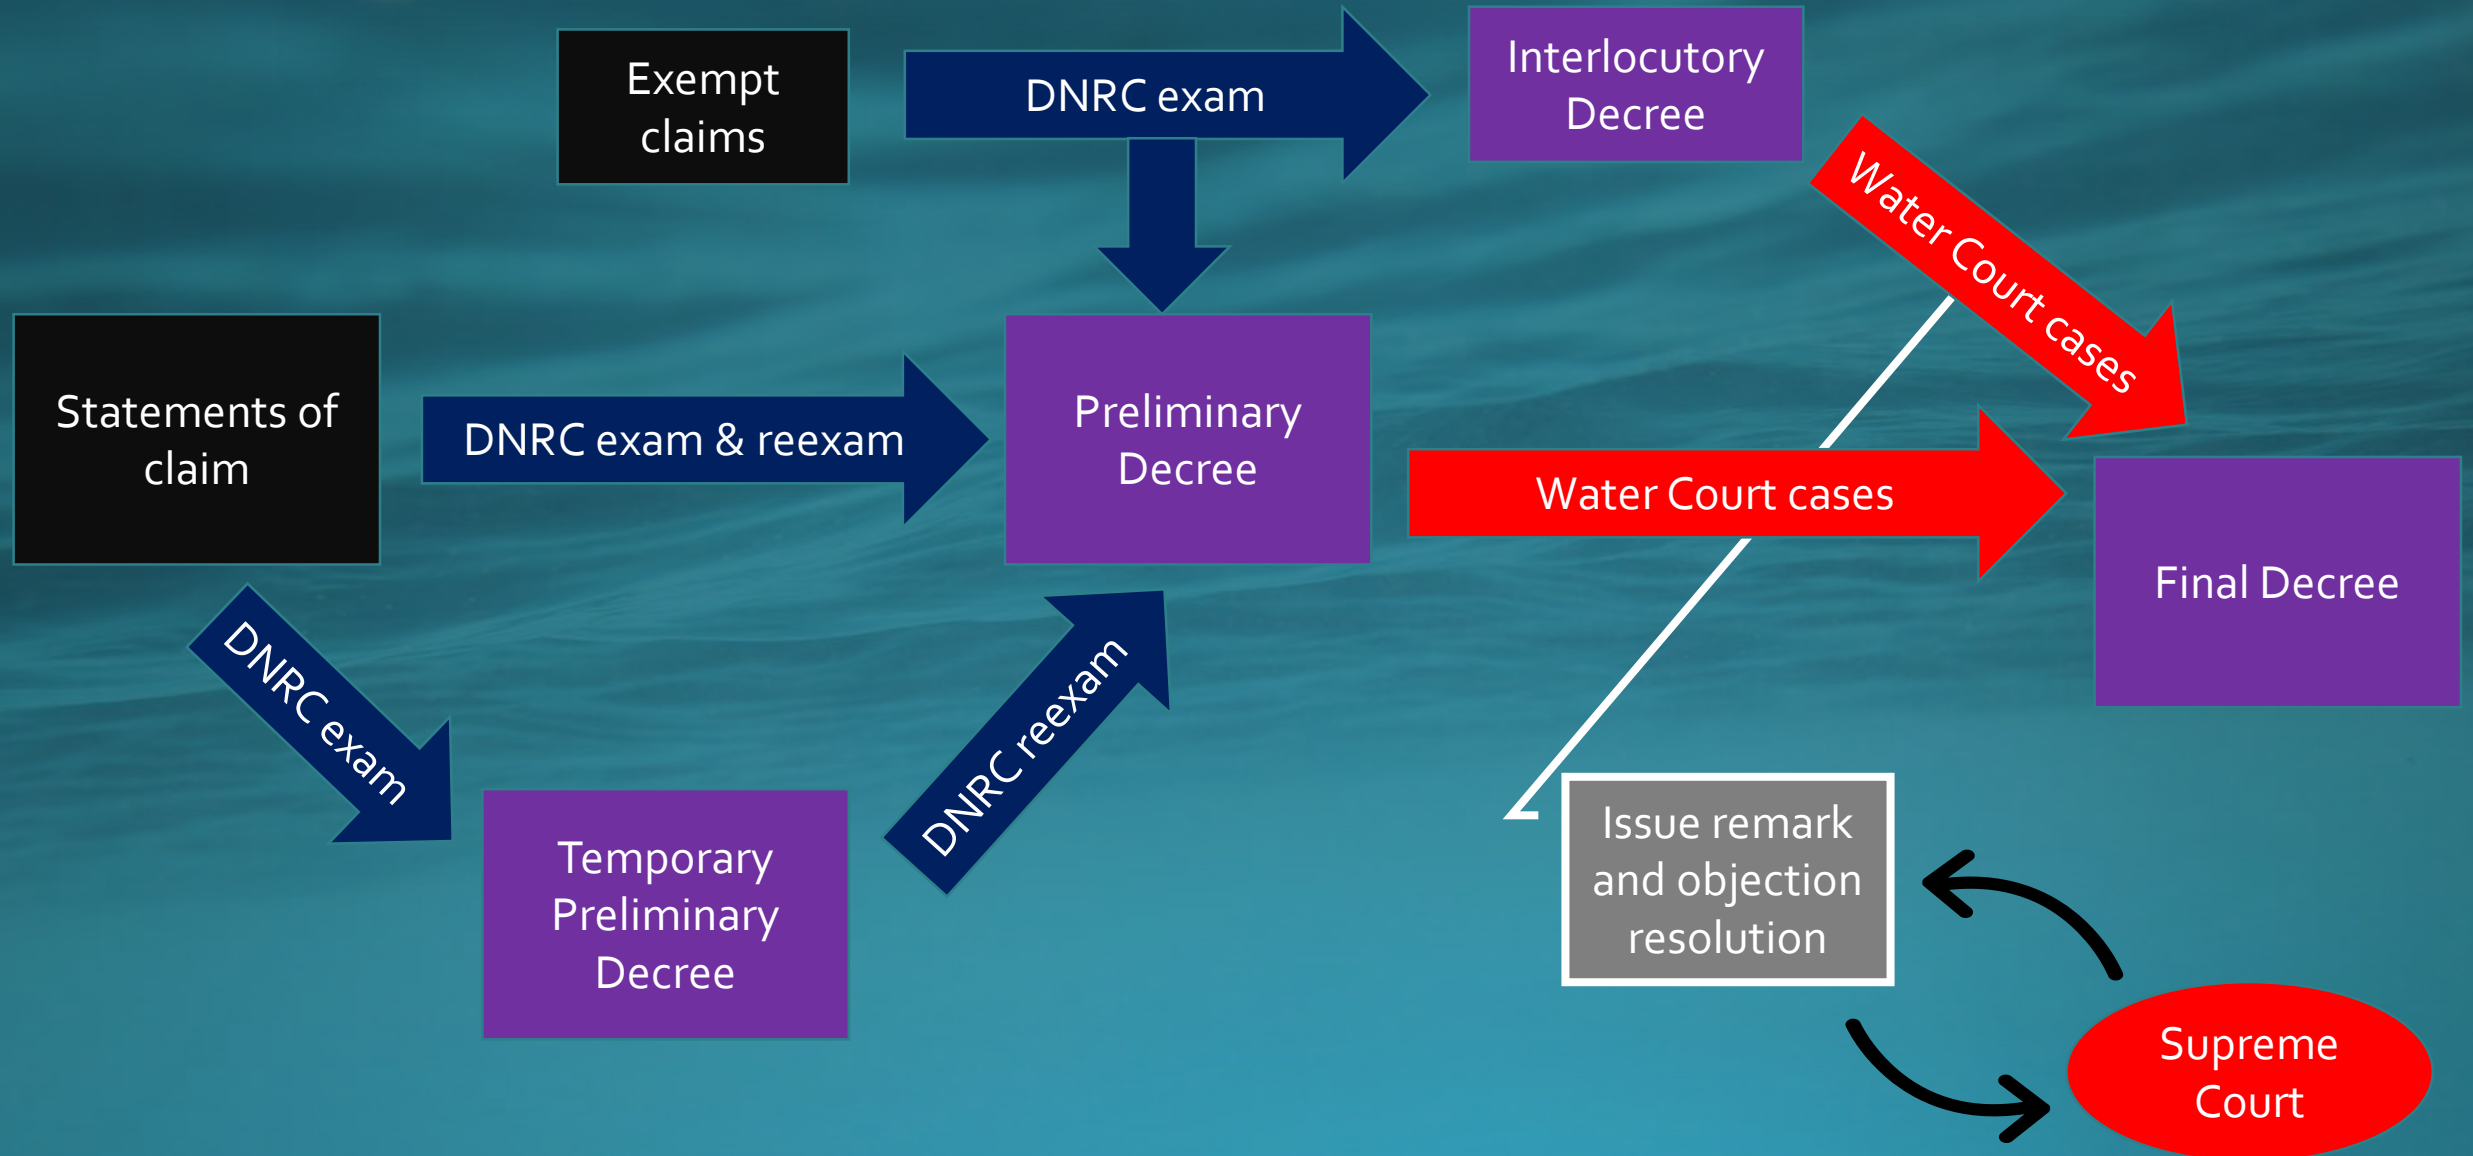 Exempt
claims
DNRC exam
Interlocutory
Decree
Water Court cases
Statements of
claim
DNRC exam & reexam
Preliminary
Decree
Water Court cases
Final Decree
DNRC exam
Temporary
Preliminary
Decree
DNRC reexam
Issue remark
and objection
resolution
Supreme
Court